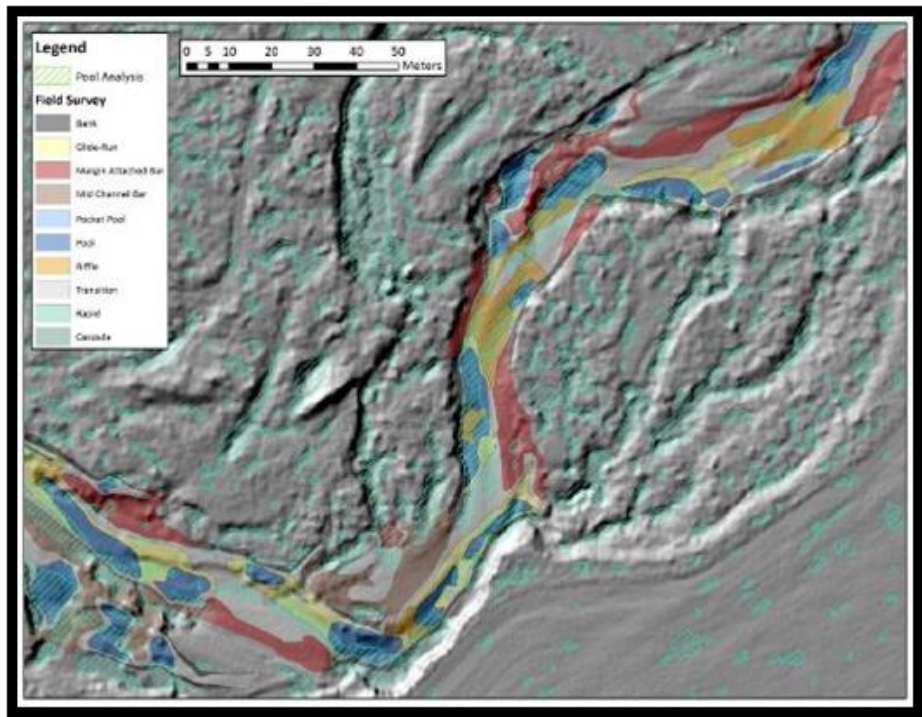 Legend
Pool Analysis
Field Survey
Bank
Glide-Run
Margin Attached Bar
Mid Channel Bar
Pocket Pool
Pool
Riffle
Transition
Rapid
Cascade
0 5 10 20 30 40 50
Meters